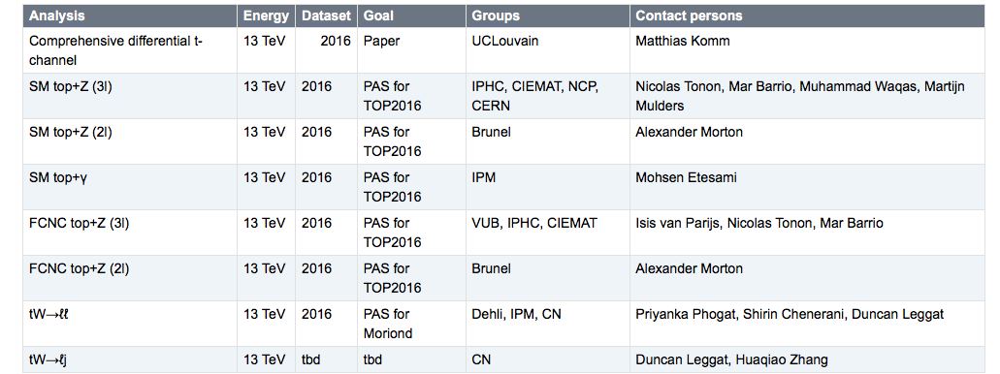 Analysis Energy Dataset Goal Groups Contact persons
Comprehensive differential t-channel 13 TeV 2016 Paper UCLouvain Matthias Komm
SM top+Z (3l) 13 TeV 2016 PAS for TOP2016 IPHC, CIEMAT, NCP, CERN Nicolas Tonon, Mar Barrio, Muhammad Waqas, Martijn Mulders
SM top+Z (2l) 13 TeV 2016 PAS for TOP2016 Brunel Alexander Morton
SM top+γ 13 TeV 2016 PAS for TOP2016 IPM Mohsen Etesami
FCNC top+Z (3l) 13 TeV 2016 PAS for TOP2016 VUB, IPHC, CIEMAT Isis van Parijs, Nicolas Tonon, Mar Barrio
FCNC top+Z (2l) 13 TeV 2016 PAS for TOP2016 Brunel Alexander Morton
tW→ℓℓ 13 TeV 2016 PAS for Moriond Dehli, IPM, CN Priyanka Phogat, Shirin Chenerani, Duncan Leggat
tW→ℓj 13 TeV tbd tbd CN Duncan Leggat, Huaqiao Zhang